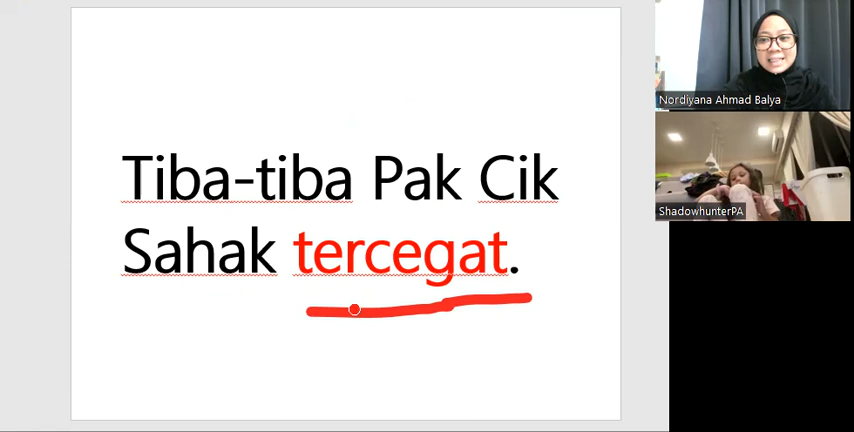 Tiba-tiba Pak Cik
Sahak tercegat.
Nordiyana Ahmad Balya
ShadowhunterPA